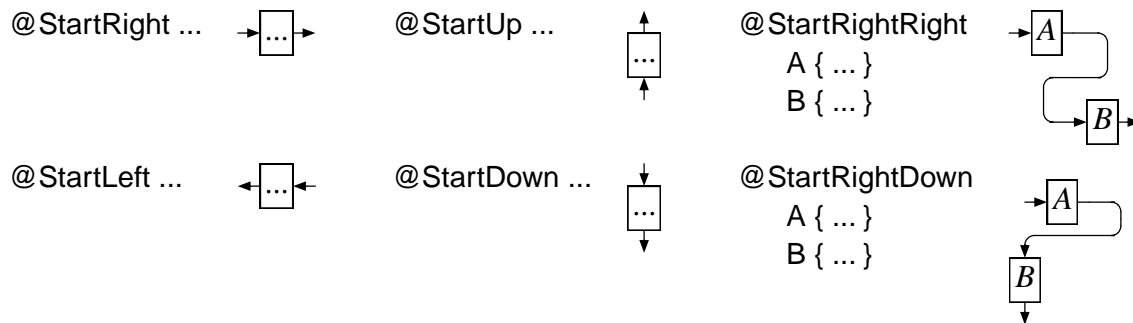 @StartRight ... ...
@StartUp ... ...
@StartRightRight A
A { ... }
B { ... } B
@StartLeft ... ...
@StartDown ... ...
@StartRightDown A
A { ... }
B { ... } B